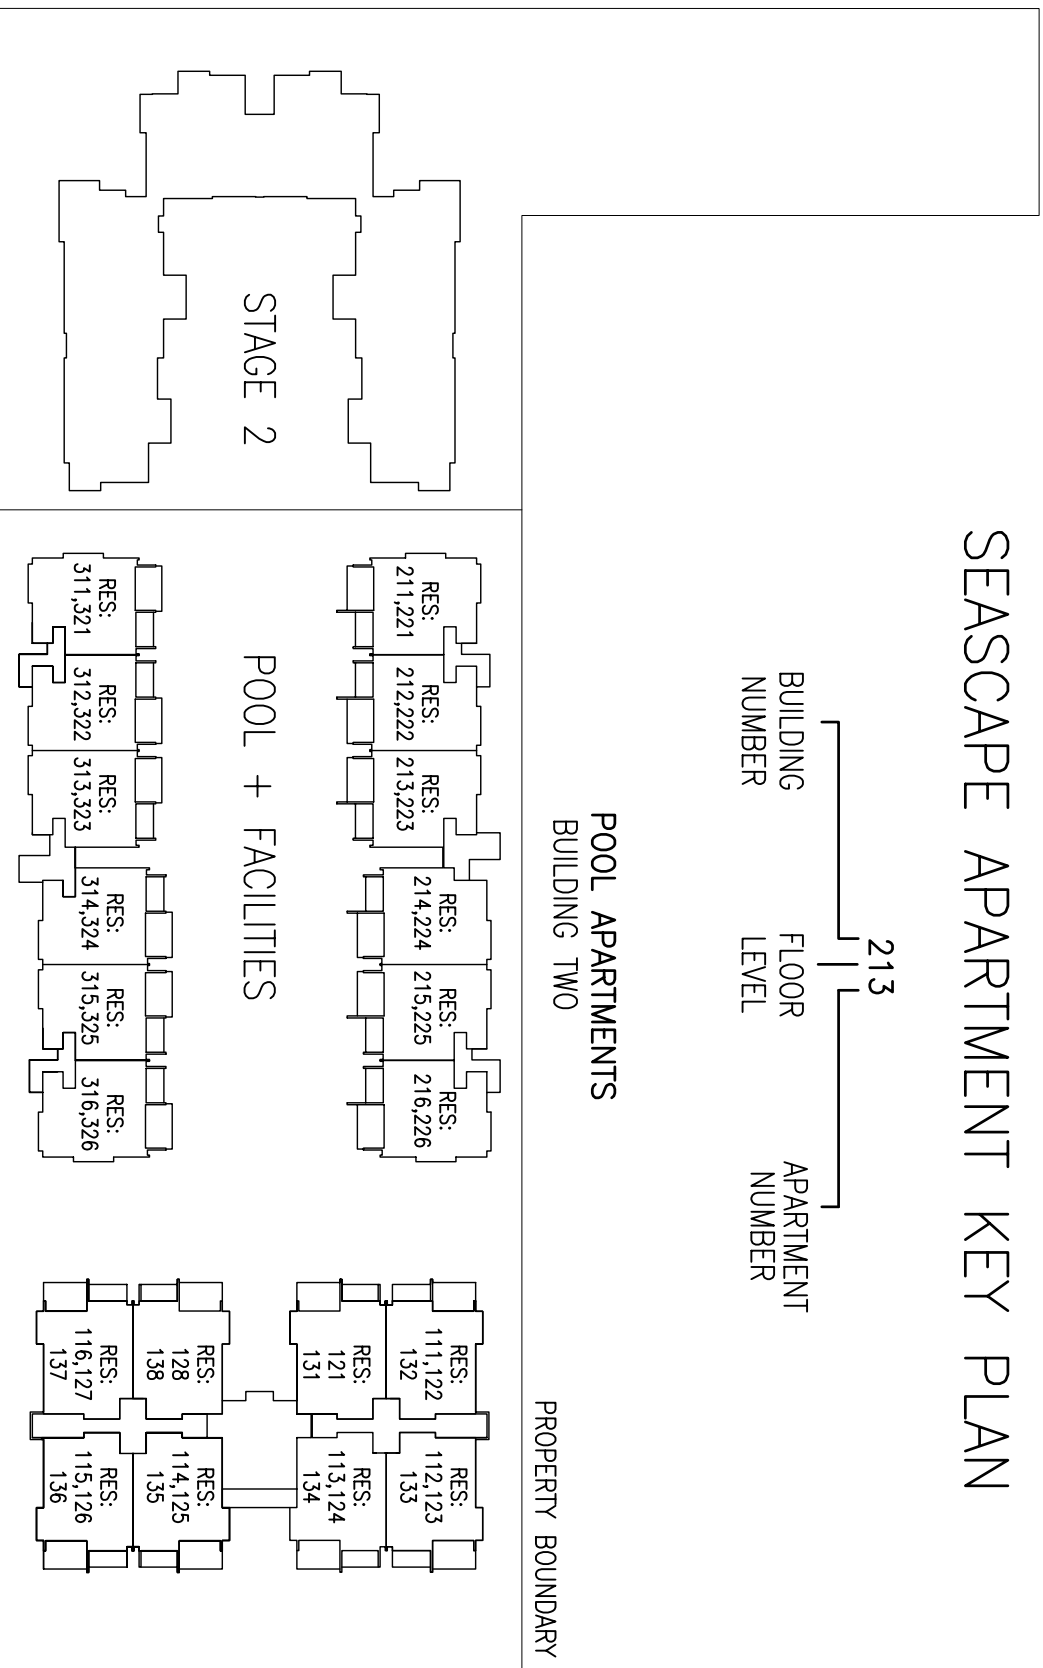 SEASCAPE APARTMENT KEY PLAN
213
BUILDING
NUMBER
FLOOR
LEVEL
APARTMENT
NUMBER
POOL APARTMENTS
BUILDING TWO
PROPERTY BOUNDARY
STAGE 2
RES:
211,221
RES:
212,222
RES:
213,223
RES:
214,224
RES:
215,225
RES:
216,226
POOL + FACILITIES
RES:
311,321
RES:
312,322
RES:
313,323
RES:
314,324
RES:
315,325
RES:
316,326
RES:
111,122
132
RES:
112,123
133
RES:
121
131
RES:
113,124
134
RES:
128
138
RES:
114,125
135
RES:
116,127
137
RES:
115,126
136